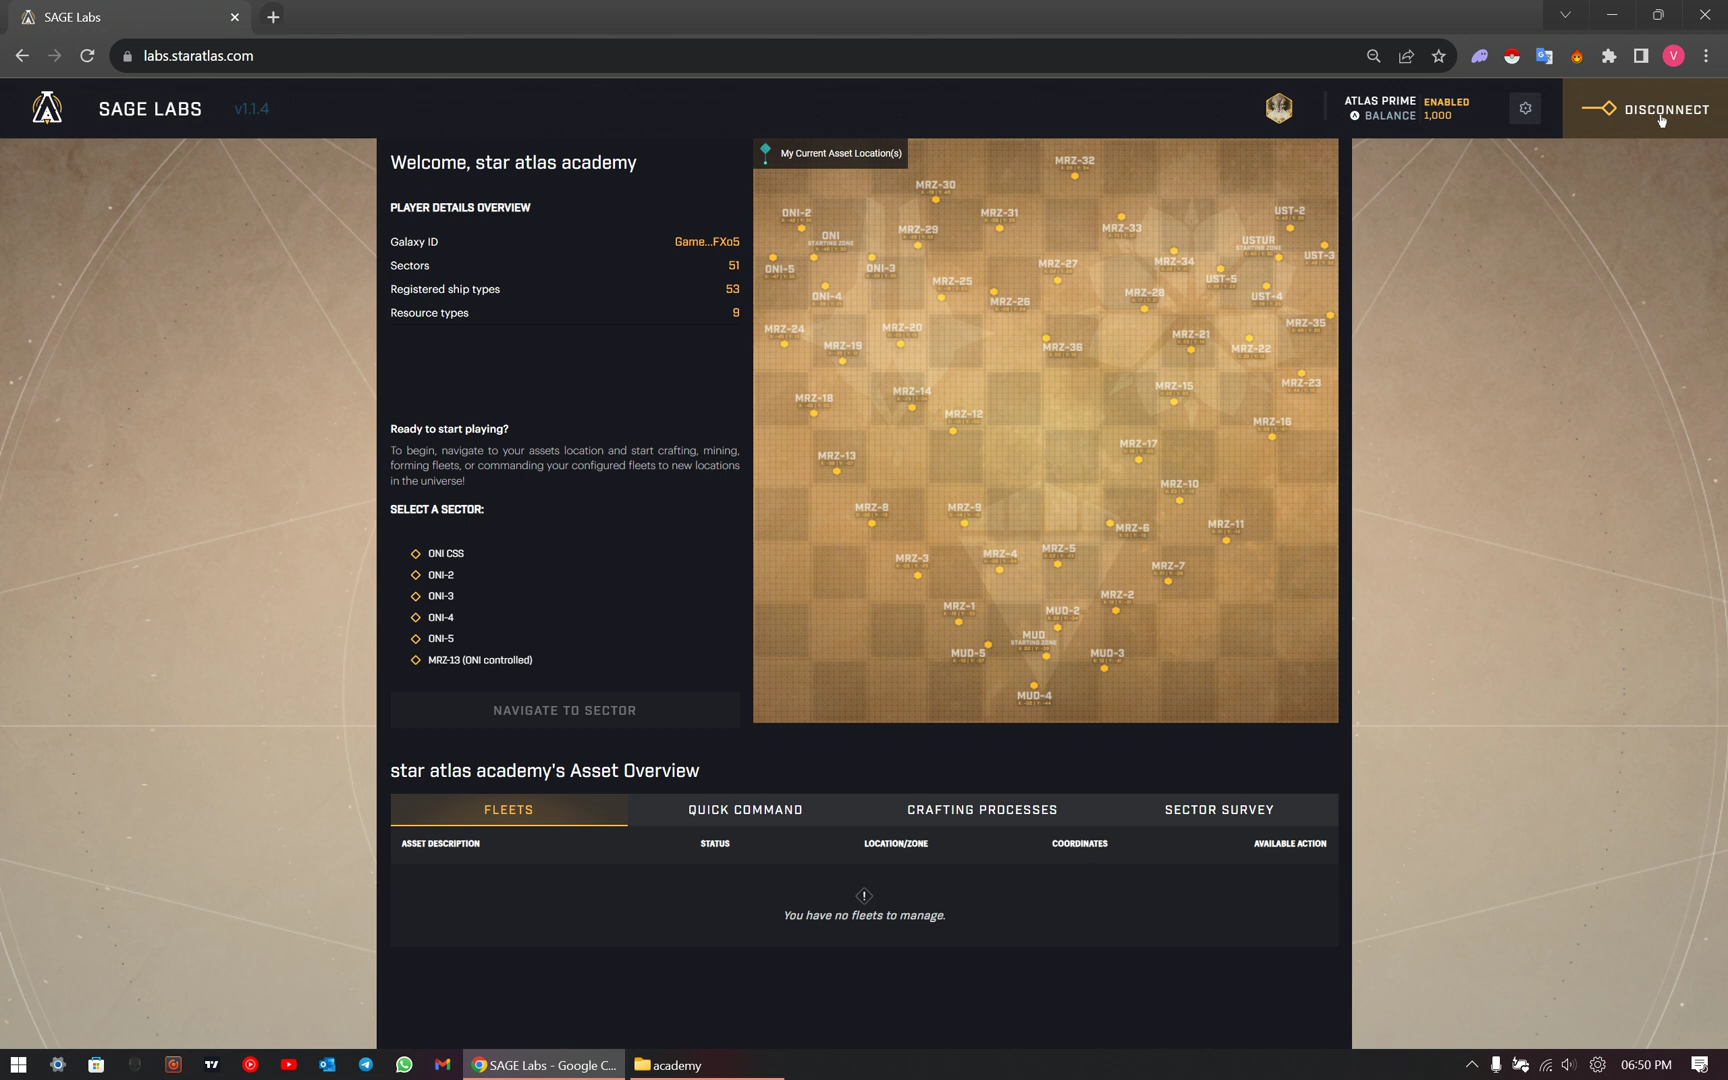 SAGE Labs
labs.staratlas.com
V
SAGE LABS v1.1.4
ATLAS PRIME ENABLED
BALANCE 1,000
DISCONNECT
Welcome, star atlas academy
PLAYER DETAILS OVERVIEW
Galaxy ID Game...FXo5
Sectors 51
Registered ship types 53
Resource types 9
Ready to start playing?
To begin, navigate to your assets location and start crafting, mining,
forming fleets, or commanding your configured fleets to new locations
in the universe!
SELECT A SECTOR:
ONI CSS
ONI-2
ONI-3
ONI-4
ONI-5
MRZ-13 (ONI controlled)
NAVIGATE TO SECTOR
My Current Asset Location(s)
MRZ-32
MRZ-30
ONI-2
MRZ-31
UST-2
MRZ-29
MRZ-33
ONI
STARTING ZONE
USTUR
STARTING ZONE
UST-3
ONI-5
ONI-3
MRZ-27
MRZ-34
MRZ-25
UST-5
ONI-4
MRZ-26
MRZ-28
UST-4
MRZ-24
MRZ-20
MRZ-35
MRZ-19
MRZ-36
MRZ-21
MRZ-22
MRZ-14
MRZ-15
MRZ-23
MRZ-18
MRZ-12
MRZ-16
MRZ-13
MRZ-17
MRZ-10
MRZ-8
MRZ-9
MRZ-6
MRZ-11
MRZ-3
MRZ-4
MRZ-5
MRZ-7
MRZ-1
MUD-2
MRZ-2
MUD
STARTING ZONE
MUD-5
MUD-3
MUD-4
star atlas academy's Asset Overview
FLEETS QUICK COMMAND CRAFTING PROCESSES SECTOR SURVEY
ASSET DESCRIPTION STATUS LOCATION/ZONE COORDINATES AVAILABLE ACTION
You have no fleets to manage.
SAGE Labs - Google C...
academy
06:50 PM